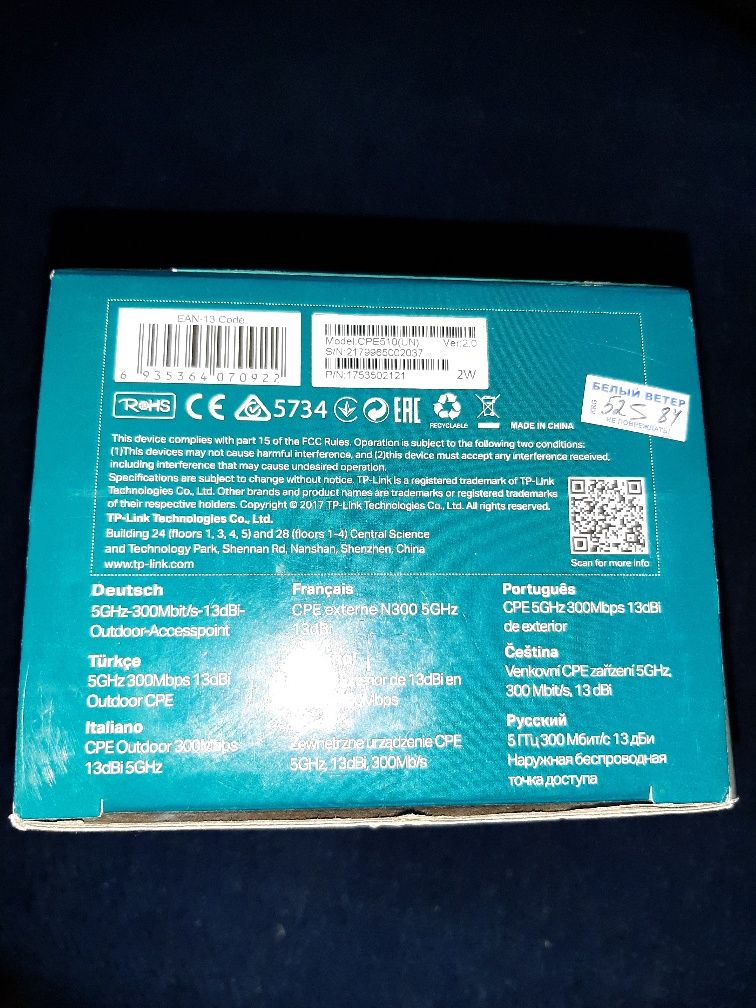 EAN-13 Code
6 935364 070922
Model:CPE510(UN) Ver:2.0
S/N:2179965002037
P/N:1753502121 2W
RoHS CE 5734 EAC
RECYCLABLE
MADE IN CHINA
БЕЛЫЙ ВЕТЕР
52S 84
НЕ ПОВРЕЖДАТЬ!
This device complies with part 15 of the FCC Rules. Operation is subject to the following two conditions:
(1)This devices may not cause harmful interference, and (2)this device must accept any interference received,
including interference that may cause undesired operation.
Specifications are subject to change without notice. TP-Link is a registered trademark of TP-Link
Technologies Co., Ltd. Other brands and product names are trademarks or registered trademarks
of their respective holders. Copyright © 2017 TP-Link Technologies Co., Ltd. All rights reserved.
TP-Link Technologies Co., Ltd.
Building 24 (floors 1, 3, 4, 5) and 28 (floors 1-4) Central Science
and Technology Park, Shennan Rd, Nanshan, Shenzhen, China
www.tp-link.com
Scan for more info
Deutsch
5GHz-300Mbit/s-13dBi-
Outdoor-Accesspoint
Français
CPE externe N300 5GHz
13dBi
Português
CPE 5GHz 300Mbps 13dBi
de exterior
Türkçe
5GHz 300Mbps 13dBi
Outdoor CPE
de 13dBi en
Čeština
Venkovní CPE zařízení 5GHz,
300 Mbit/s, 13 dBi
Italiano
CPE Outdoor 300Mbps
13dBi 5GHz
Zewnętrzne urządzenie CPE
5GHz, 13dBi, 300Mb/s
Русский
5 ГГц 300 Мбит/с 13 дБи
Наружная беспроводная
точка доступа